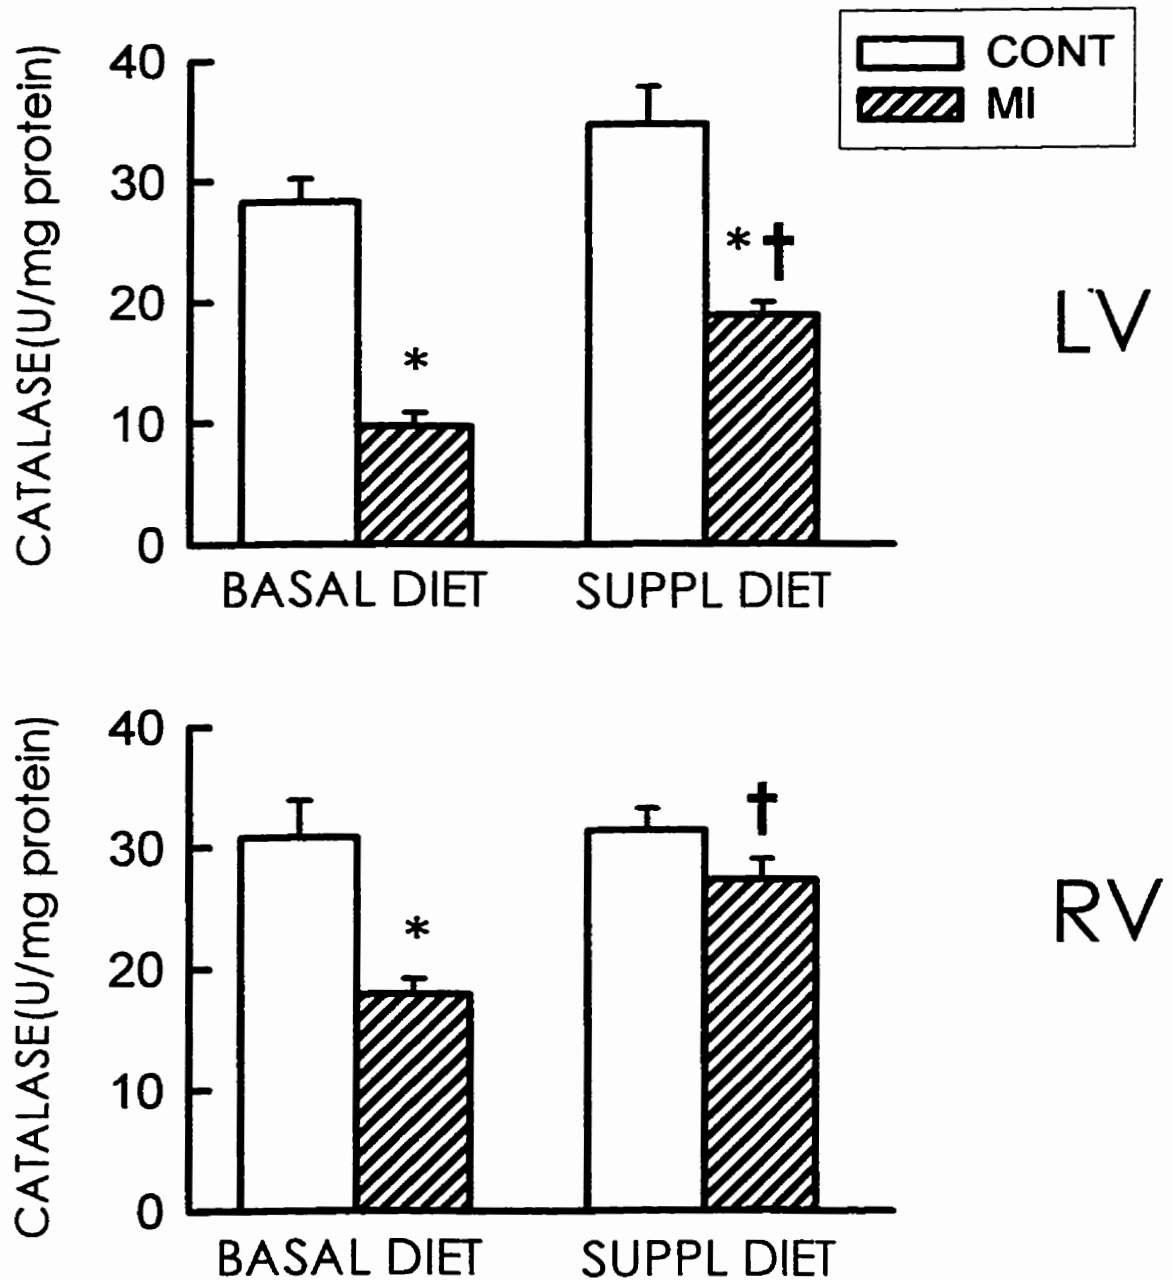 CONT
MI
CATALASE(U/mg protein)
40
30
20
10
0
*
* †
LV
BASAL DIET
SUPPL DIET
CATALASE(U/mg protein)
40
30
20
10
0
*
†
RV
BASAL DIET
SUPPL DIET